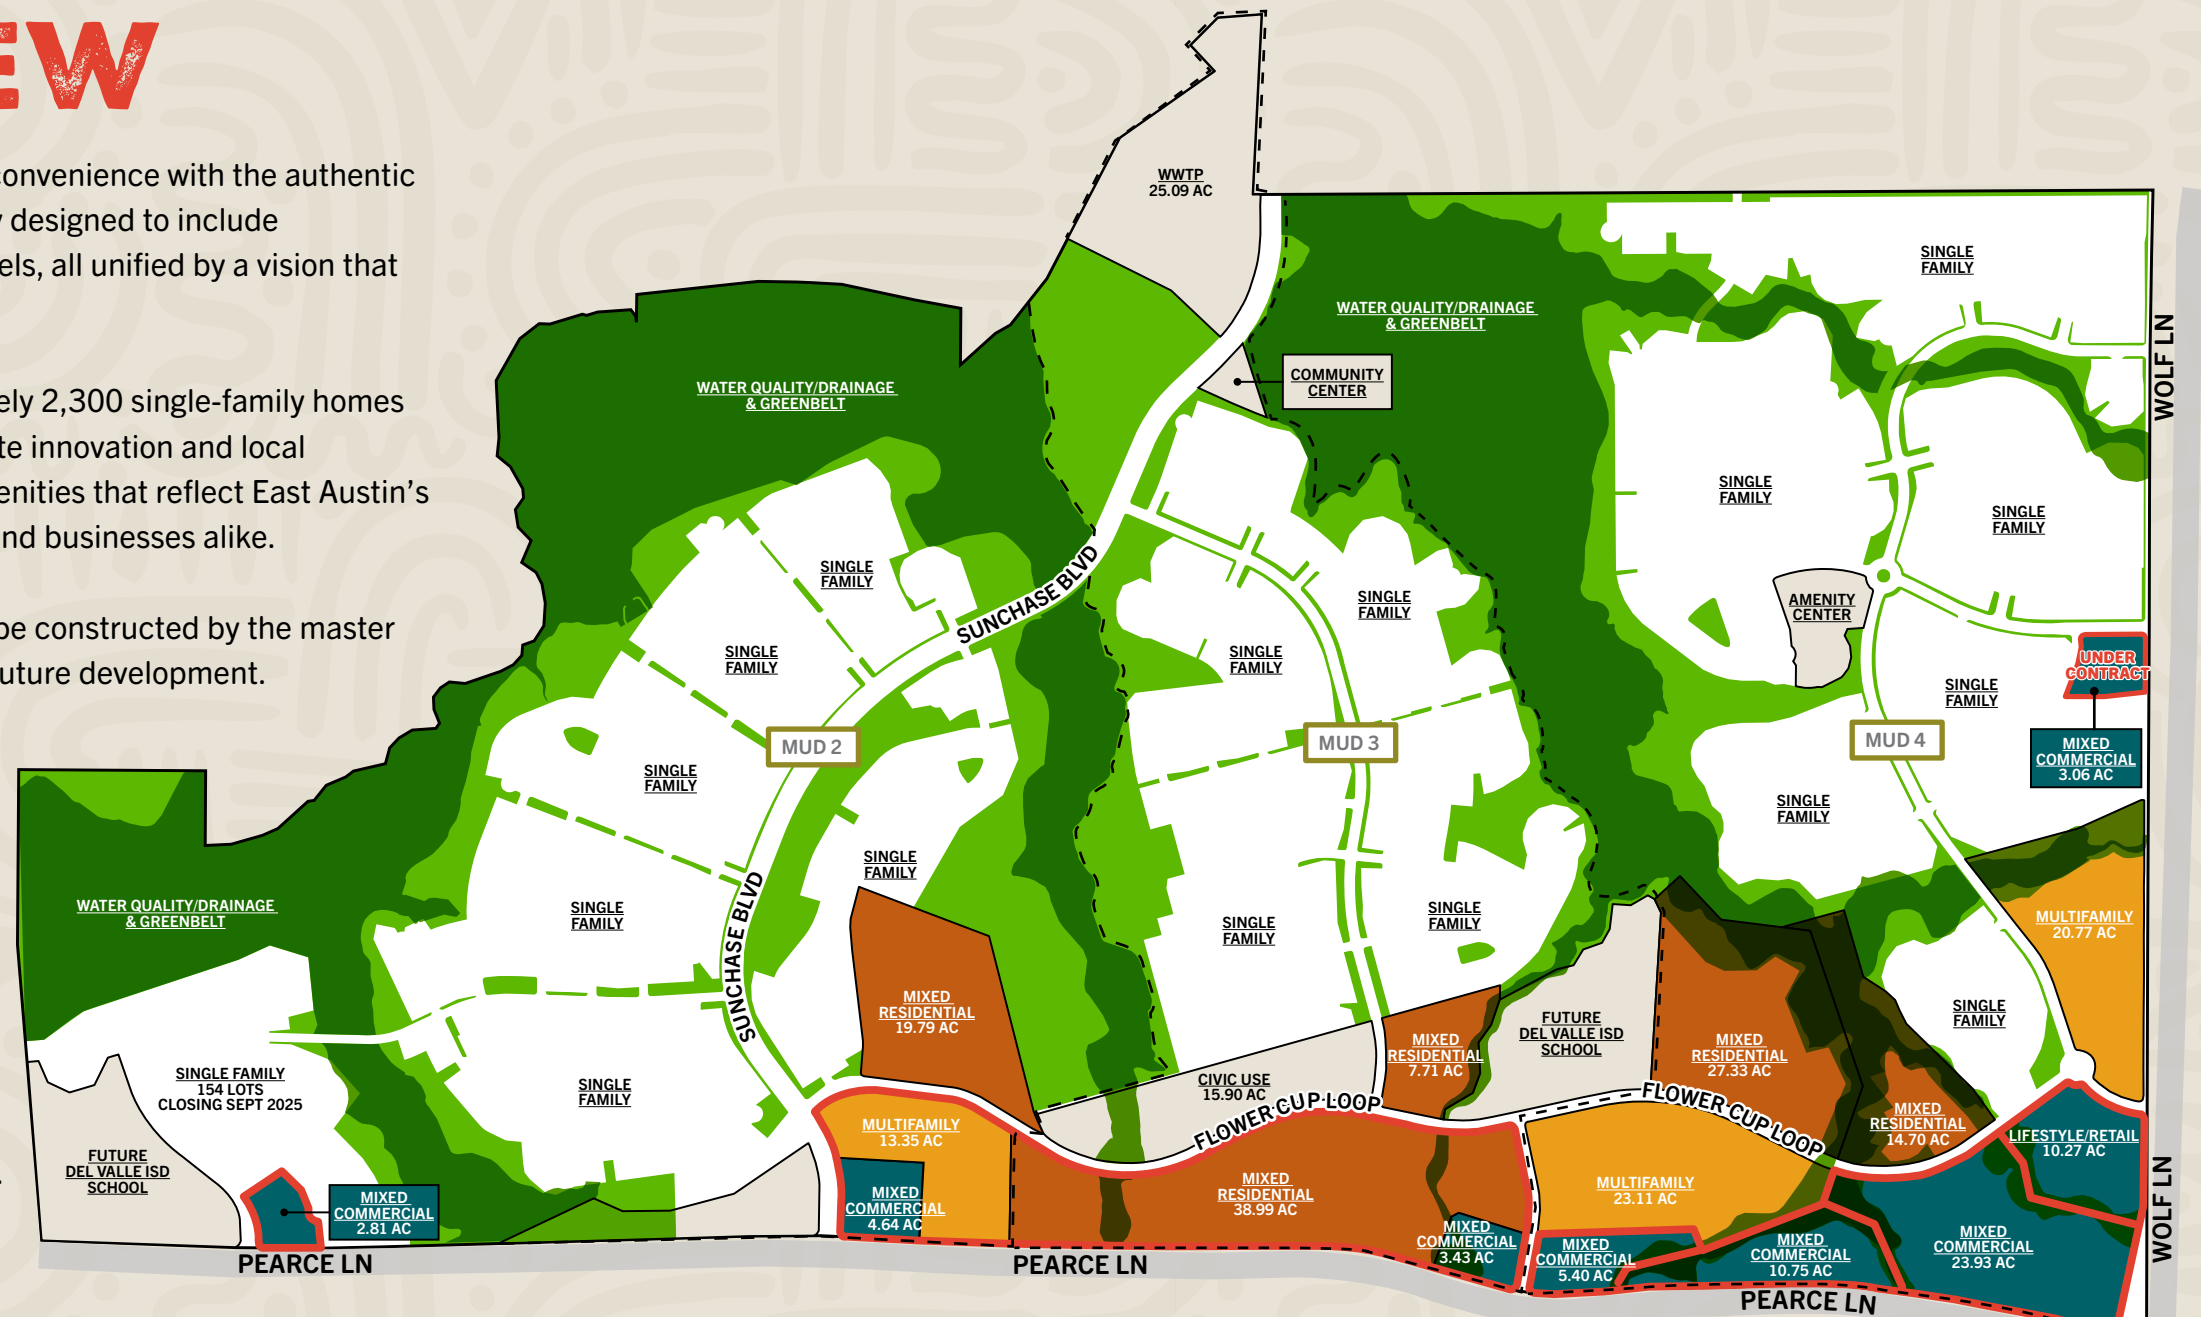 EW
convenience with the authentic
designed to include
els, all unified by a vision that
ely 2,300 single-family homes
te innovation and local
enities that reflect East Austin's
nd businesses alike.
be constructed by the master
uture development.
WWTP
25.09 AC
SINGLE
FAMILY
WATER QUALITY/DRAINAGE
& GREENBELT
WOLF LN
COMMUNITY
CENTER
WATER QUALITY/DRAINAGE
& GREENBELT
SINGLE
FAMILY
SINGLE
FAMILY
SINGLE
FAMILY
SUNCHASE BLVD
SINGLE
FAMILY
AMENITY
CENTER
SINGLE
FAMILY
SINGLE
FAMILY
UNDER
CONTRACT
SINGLE
FAMILY
MUD 2
MUD 3
MUD 4
MIXED
COMMERCIAL
3.06 AC
SINGLE
FAMILY
SINGLE
FAMILY
SINGLE
FAMILY
WATER QUALITY/DRAINAGE
& GREENBELT
SINGLE
FAMILY
SUNCHASE BLVD
SINGLE
FAMILY
SINGLE
FAMILY
MULTIFAMILY
20.77 AC
MIXED
RESIDENTIAL
19.79 AC
SINGLE
FAMILY
FUTURE
DEL VALLE ISD
SCHOOL
MIXED
RESIDENTIAL
7.71 AC
MIXED
RESIDENTIAL
27.33 AC
SINGLE FAMILY
154 LOTS
CLOSING SEPT 2025
SINGLE
FAMILY
CIVIC USE
15.90 AC
FLOWER CUP LOOP
FLOWER CUP LOOP
MIXED
RESIDENTIAL
14.70 AC
MULTIFAMILY
13.35 AC
LIFESTYLE/RETAIL
10.27 AC
FUTURE
DEL VALLE ISD
SCHOOL
MIXED
COMMERCIAL
2.81 AC
MIXED
COMMERCIAL
4.64 AC
MIXED
RESIDENTIAL
38.99 AC
MULTIFAMILY
23.11 AC
WOLF LN
MIXED
COMMERCIAL
3.43 AC
MIXED
COMMERCIAL
5.40 AC
MIXED
COMMERCIAL
10.75 AC
MIXED
COMMERCIAL
23.93 AC
PEARCE LN
PEARCE LN
PEARCE LN